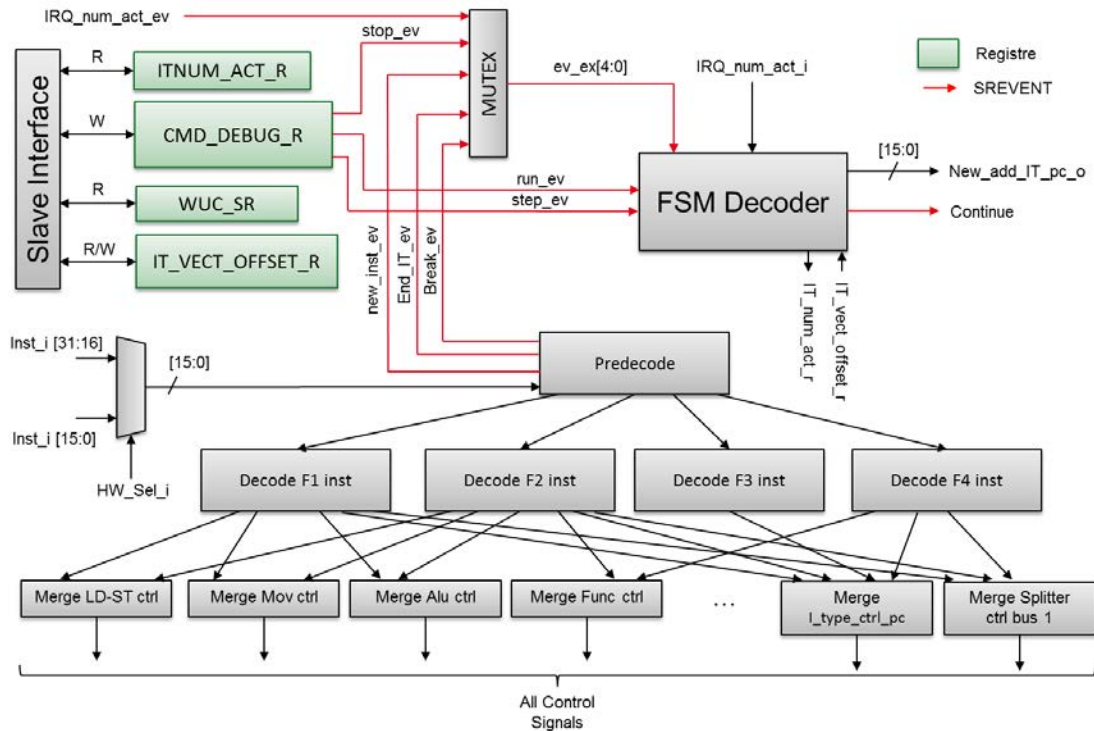 IRQ_num_act_ev
stop_ev
Slave Interface
R
ITNUM_ACT_R
W
CMD_DEBUG_R
R
WUC_SR
R/W
IT_VECT_OFFSET_R
MUTEX
ev_ex[4:0]
IRQ_num_act_i
Registre
SREVENT
run_ev
step_ev
FSM Decoder
[15:0]
New_add_IT_pc_o
Continue
new_inst_ev
End_IT_ev
Break_ev
IT_num_act_r
IT_vect_offset_r
Inst_i [31:16]
[15:0]
Inst_i [15:0]
HW_Sel_i
Predecode
Decode F1 inst
Decode F2 inst
Decode F3 inst
Decode F4 inst
Merge LD-ST ctrl
Merge Mov ctrl
Merge Alu ctrl
Merge Func ctrl
...
Merge
I_type_ctrl_pc
Merge Splitter
ctrl bus 1
All Control
Signals